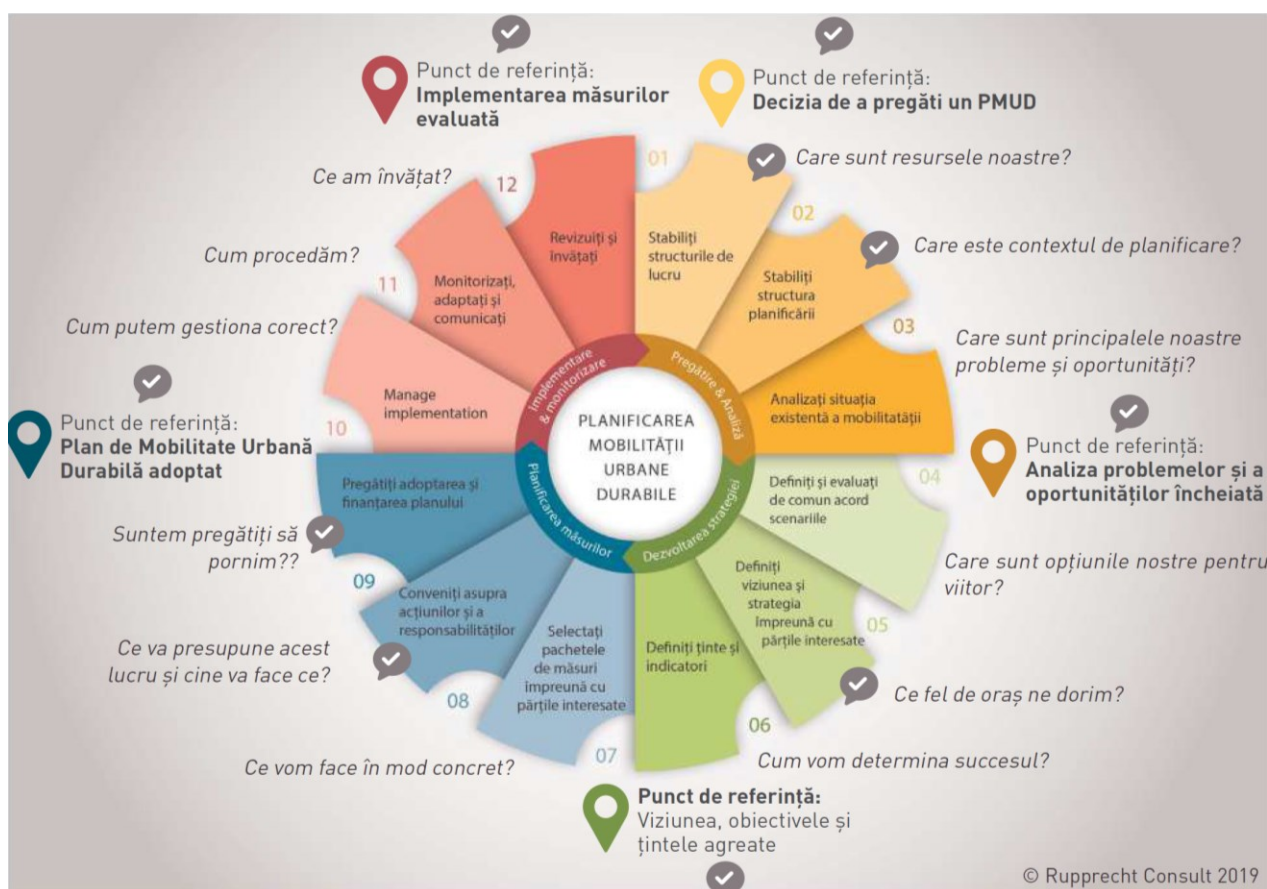 Punct de referință:
Implementarea măsurilor
evaluată
Punct de referință:
Decizia de a pregăti un PMUD
Ce am învățat?
12
01
Care sunt resursele noastre?
Cum procedăm?
11
Revizuiți și
învățați
Stabiliți
structurile de
lucru
02
Care este contextul de planificare?
Cum putem gestiona corect?
Monitorizați,
adaptați și
comunicați
Stabiliți
structura
planificării
03
Care sunt principalele noastre
probleme și oportunități?
Punct de referință:
Plan de Mobilitate Urbană
Durabilă adoptat
10
Manage
implementation
Implementare
& monitorizare
Pregătire & Analiză
Analizați situația
existentă a mobilitatății
Punct de referință:
Analiza problemelor și a
oportunităților încheiată
PLANIFICAREA
MOBILITĂȚII
URBANE
DURABILE
Pregătiți adoptarea și
finanțarea planului
Planificarea măsurilor
Dezvoltarea strategiei
Definiți și evaluați
de comun acord
scenariile
04
Suntem pregătiți să
pornim??
09
Conveniți asupra
acțiunilor și a
responsabilităților
Definiți
viziunea și
strategia
împreună cu
părțile interesate
05
Care sunt opțiunile nostre pentru
viitor?
Ce va presupune acest
lucru și cine va face ce?
08
Selectați
pachetele
de măsuri
împreună cu
părțile interesate
Definiți ținte și
indicatori
06
Ce fel de oraș ne dorim?
Ce vom face în mod concret?
07
Cum vom determina succesul?
Punct de referință:
Viziunea, obiectivele și
țintele agreate
© Rupprecht Consult 2019